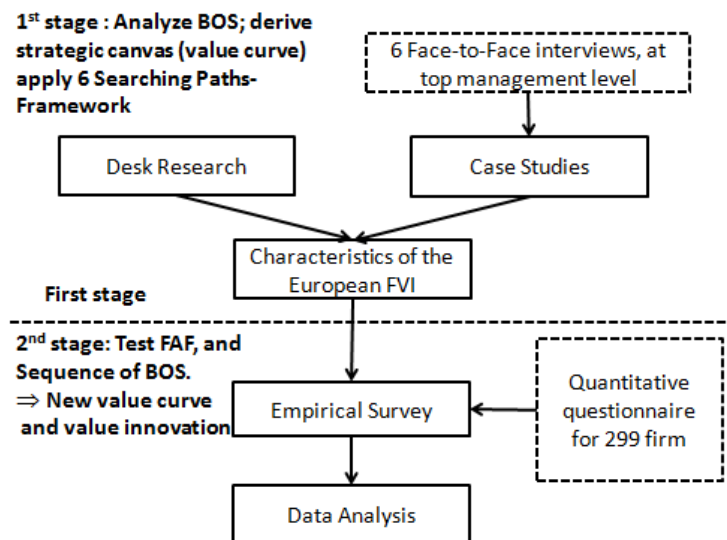 1st stage : Analyze BOS; derive
strategic canvas (value curve)
apply 6 Searching Paths-
Framework
6 Face-to-Face interviews, at
top management level
Desk Research
Case Studies
Characteristics of the
European FVI
First stage
2nd stage: Test FAF, and
Sequence of BOS.
⇒ New value curve
and value innovation
Empirical Survey
Quantitative
questionnaire
for 299 firm
Data Analysis